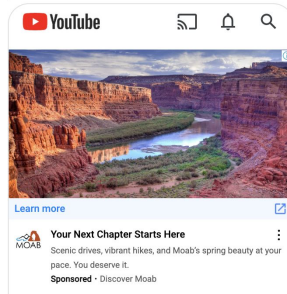 YouTube
Learn more
MOAB
Your Next Chapter Starts Here
Scenic drives, vibrant hikes, and Moab's spring beauty at your
pace. You deserve it.
Sponsored • Discover Moab